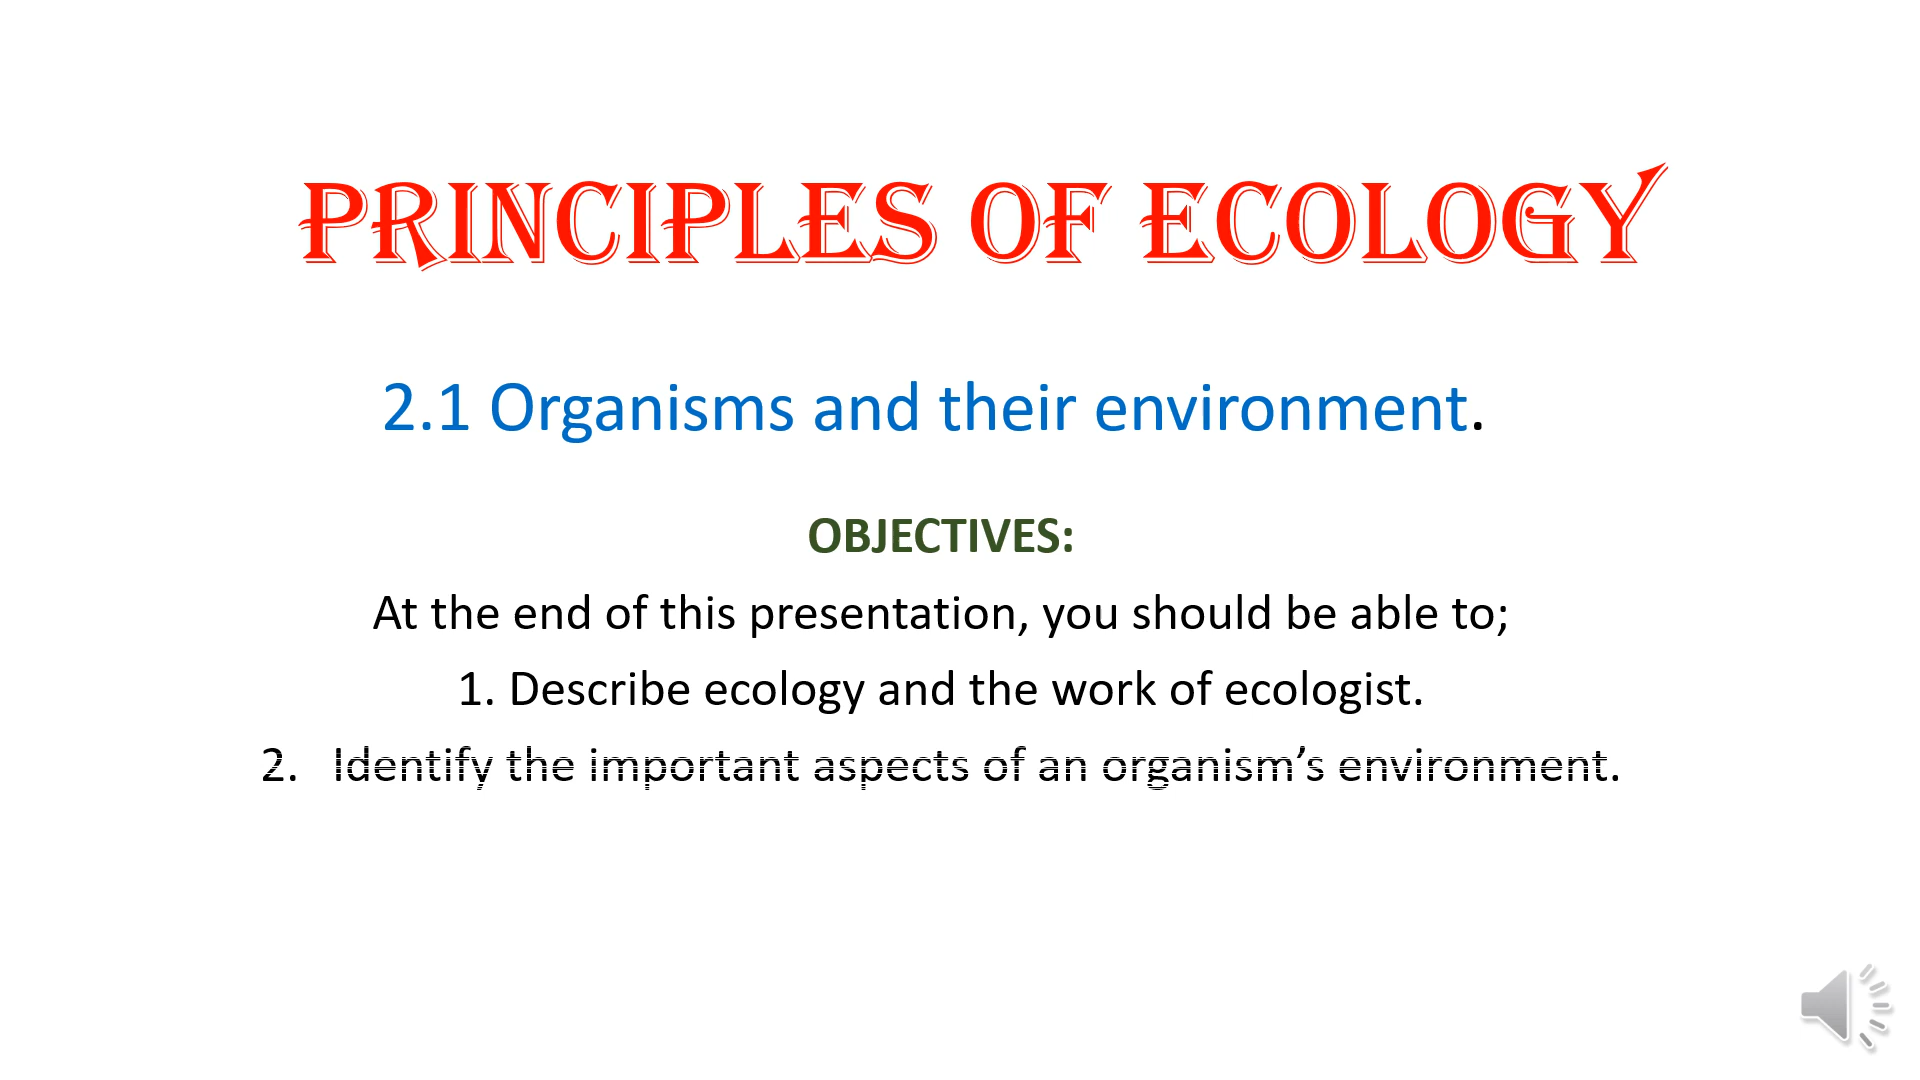 PRINCIPLES OF ECOLOGY
2.1 Organisms and their environment.
OBJECTIVES:
At the end of this presentation, you should be able to;
1. Describe ecology and the work of ecologist.
2. Identify the important aspects of an organism’s environment.